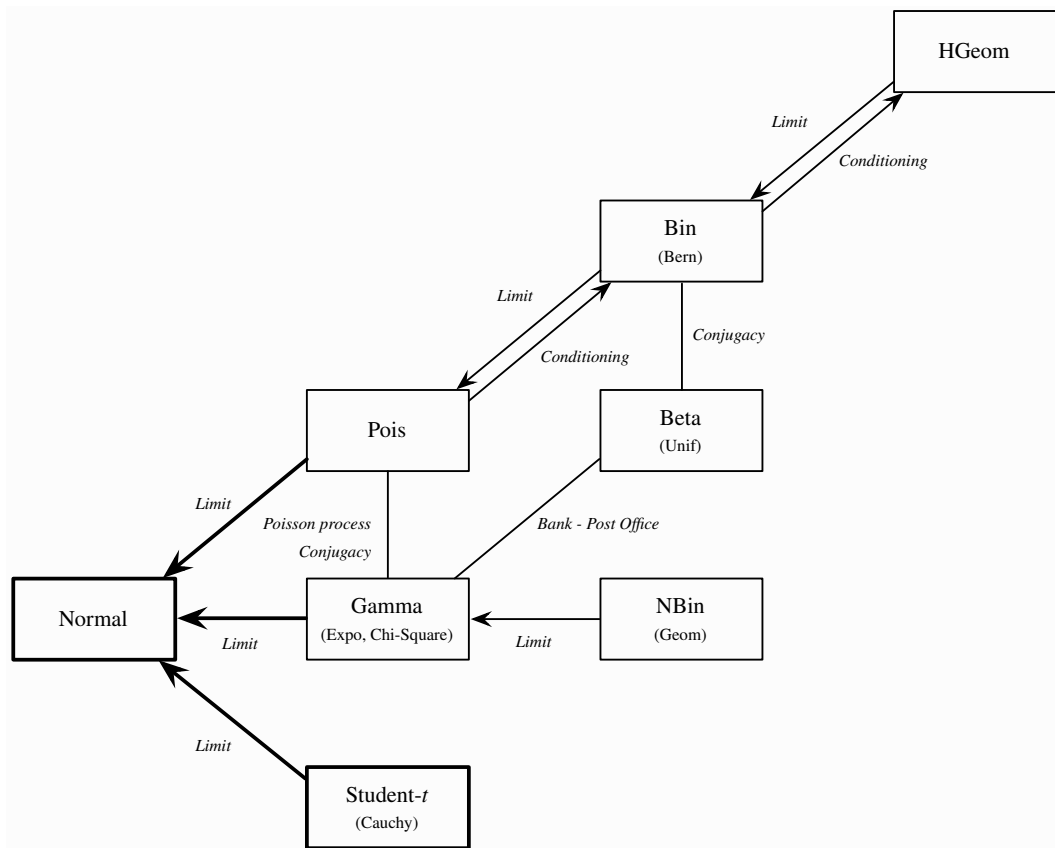 HGeom
Limit
Conditioning
Bin
(Bern)
Limit
Conjugacy
Conditioning
Pois
Beta
(Unif)
Limit
Poisson process
Conjugacy
Bank - Post Office
Normal
Gamma
(Expo, Chi-Square)
NBin
(Geom)
Limit
Limit
Limit
Student-t
(Cauchy)